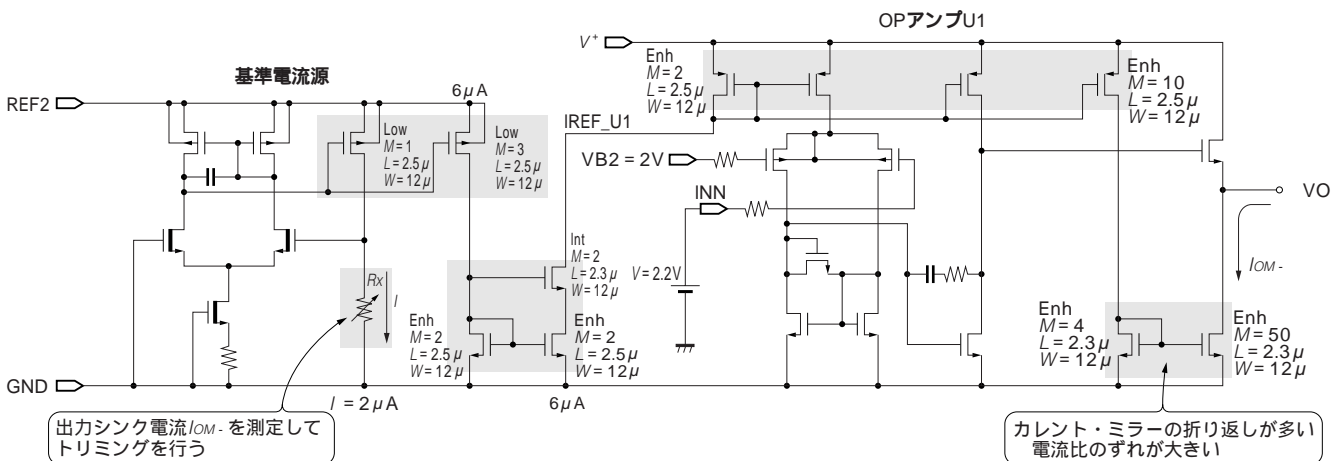 OPアンプU1
V+
Enh
M=2
L=2.5μ
W=12μ
Enh
M=10
L=2.5μ
W=12μ
基準電流源
6μA
REF2
IREF_U1
Low
M=1
L=2.5μ
W=12μ
Low
M=3
L=2.5μ
W=12μ
VB2=2V
INN
VO
Int
M=2
L=2.3μ
W=12μ
V=2.2V
IOM-
Rx
I
Enh
M=2
L=2.5μ
W=12μ
Enh
M=2
L=2.5μ
W=12μ
Enh
M=4
L=2.3μ
W=12μ
Enh
M=50
L=2.3μ
W=12μ
GND
I=2μA
6μA
出力シンク電流IOM-を測定して
トリミングを行う
カレント・ミラーの折り返しが多い
電流比のずれが大きい